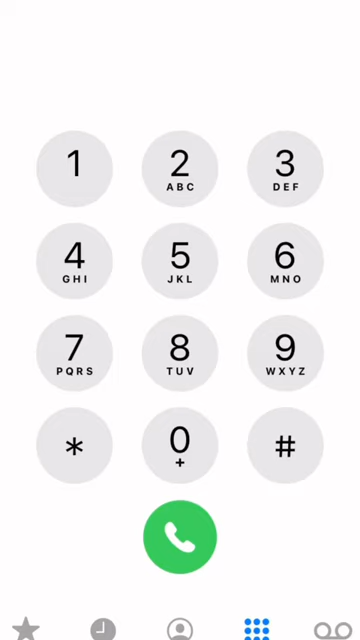 1 2 3
ABC DEF
4 5 6
GHI JKL MNO
7 8 9
PQRS TUV WXYZ
* 0 #
+